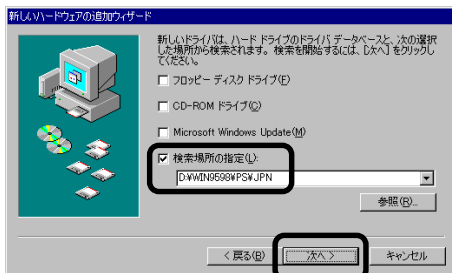 新しいハードウェアの追加ウィザード
新しいドライバは、ハード ドライブのドライバ データベースと、次の選択
した場所から検索されます。検索を開始するには、[次へ] をクリックし
てください。
フロッピー ディスク ドライブ(F)
CD-ROM ドライブ(C)
Microsoft Windows Update(M)
検索場所の指定(L):
D:¥WIN9598¥PS¥JPN
参照(R)...
< 戻る(B)
次へ >
キャンセル